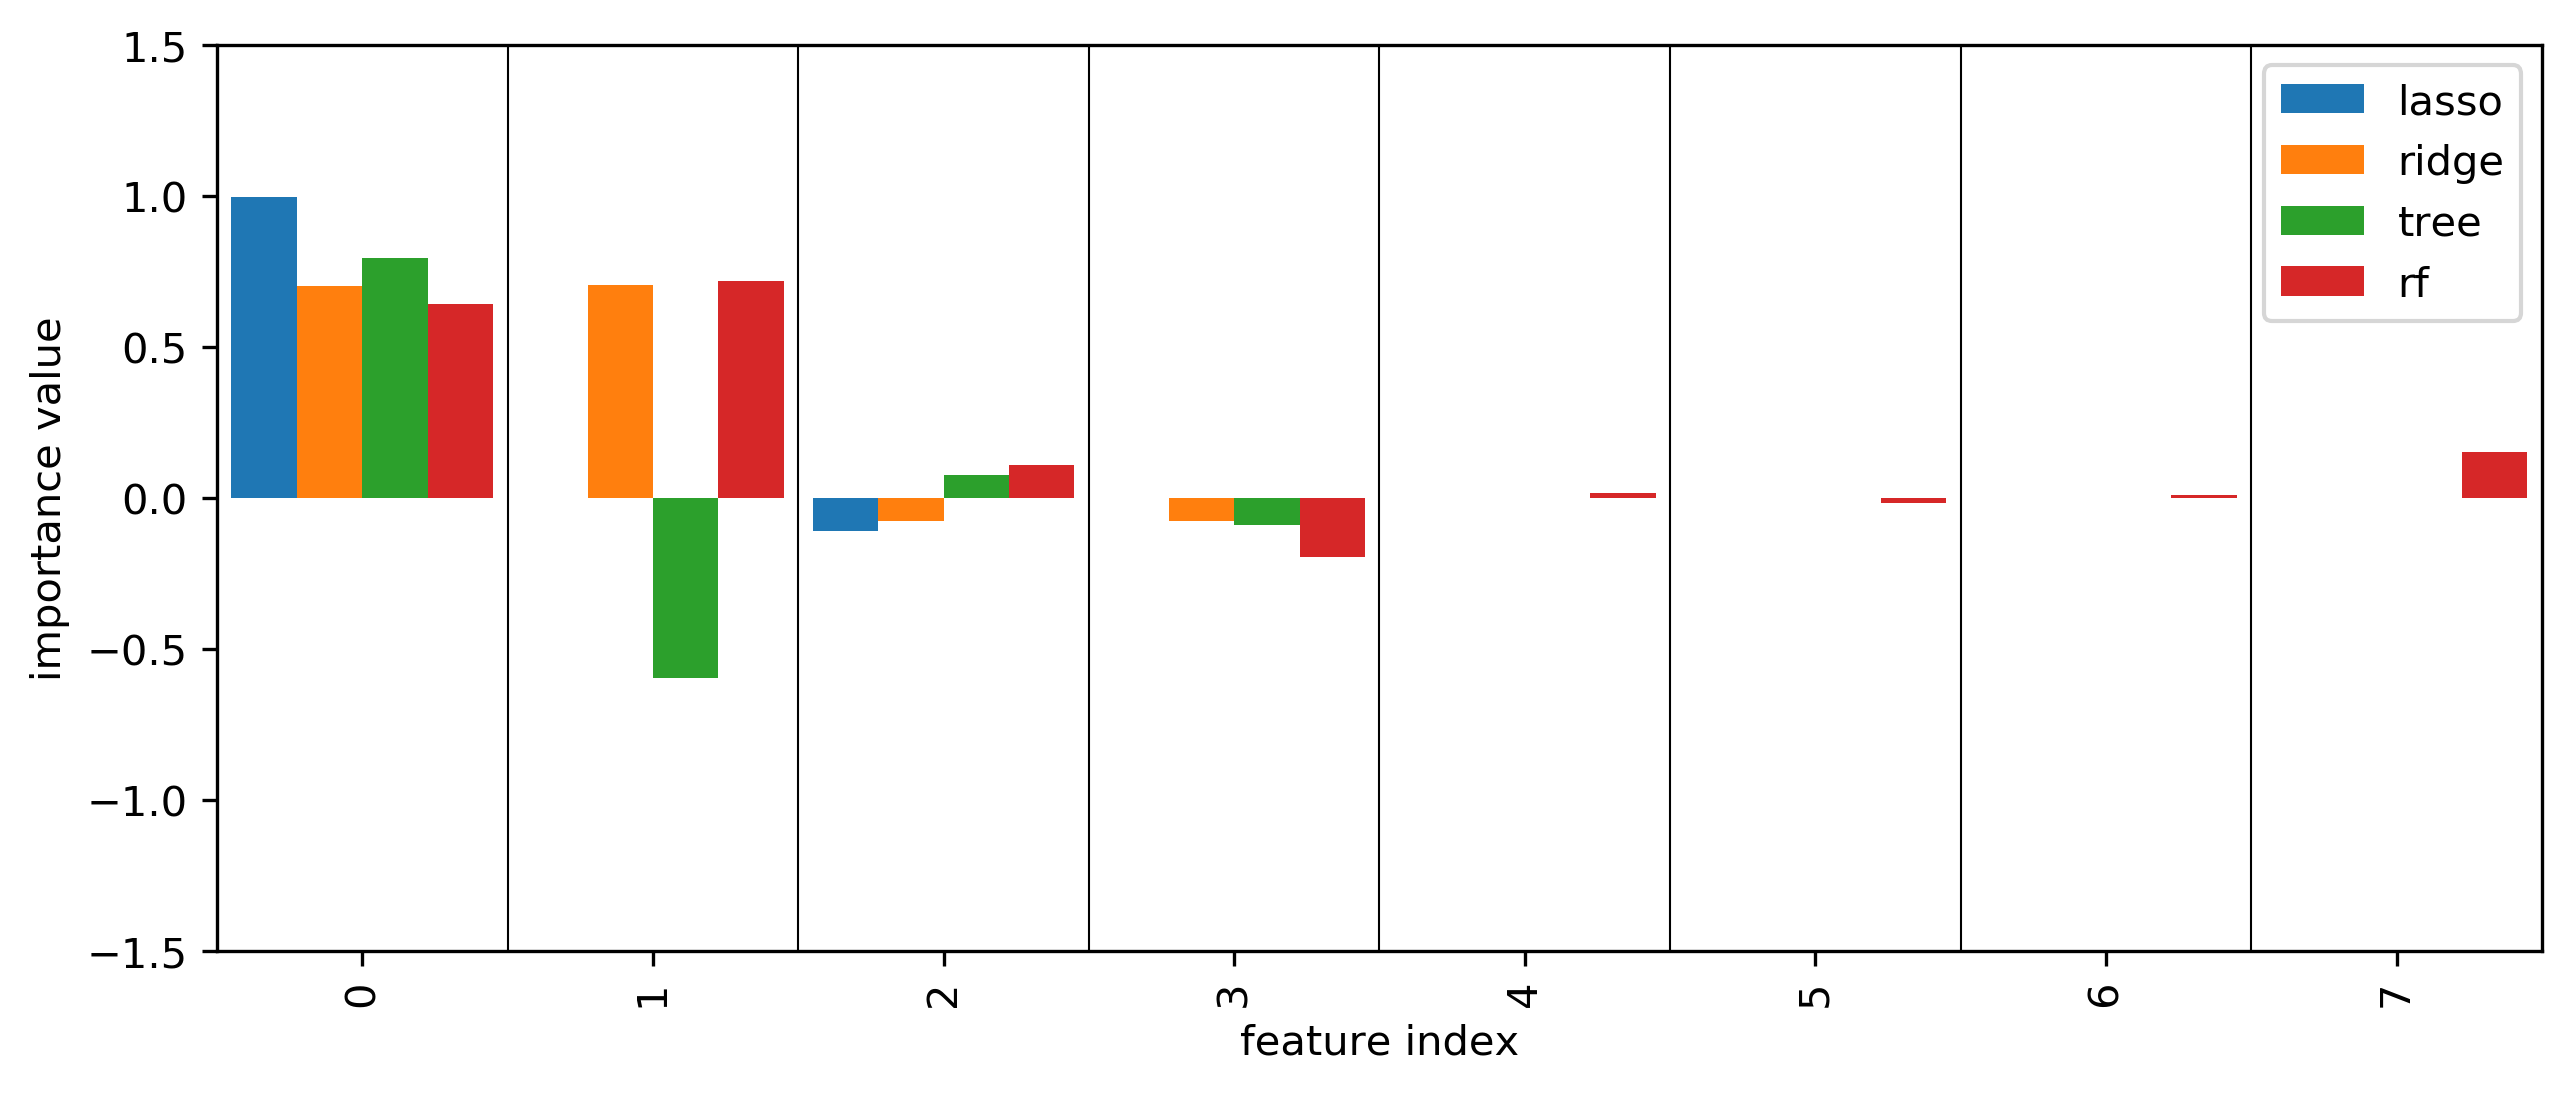 1.5
1.0
0.5
0.0
−0.5
−1.0
−1.5
importance value
lasso
ridge
tree
rf
0 1 2 3 4 5 6 7
feature index